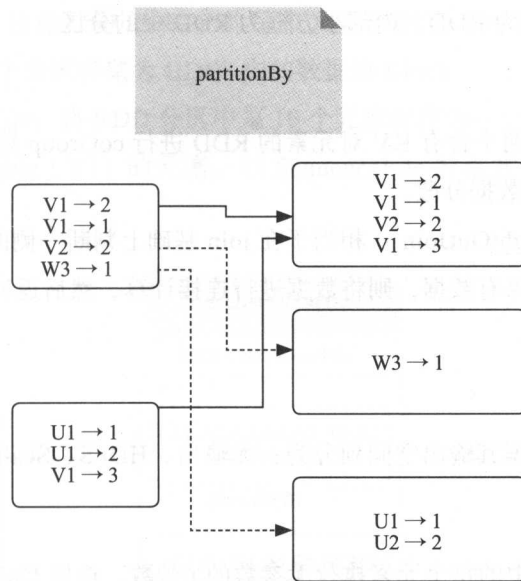 partitionBy
V1 → 2
V1 → 1
V2 → 2
W3 → 1
U1 → 1
U1 → 2
V1 → 3
V1 → 2
V1 → 1
V2 → 2
V1 → 2
W3 → 1
U1 → 1
U2 → 2